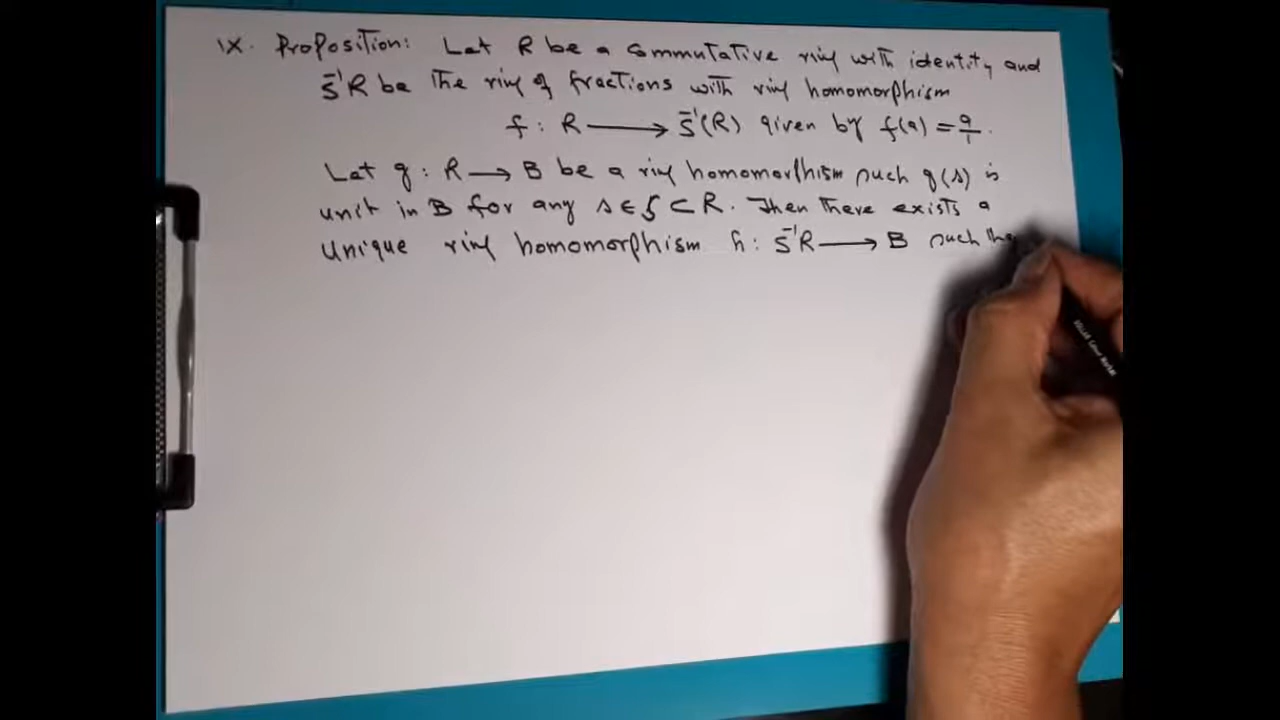 IX. Proposition: Let R be a commutative ring with identity and
S⁻¹R be the ring of fractions with ring homomorphism
f : R ⟶ S⁻¹(R) given by f(a) = a/1.
Let g : R ⟶ B be a ring homomorphism such g(s) is
unit in B for any s ∈ S ⊂ R. Then there exists a
unique ring homomorphism h : S⁻¹R ⟶ B such